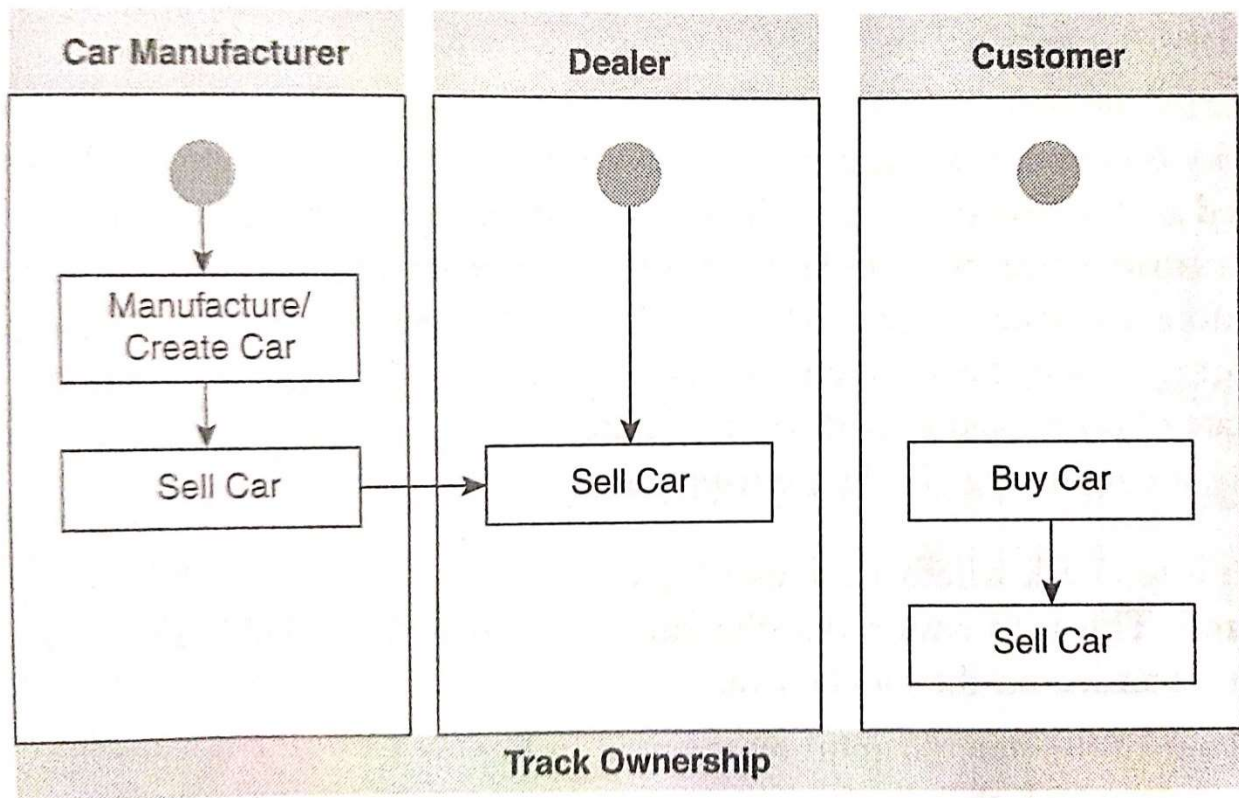 Car Manufacturer
Dealer
Customer
Manufacture/
Create Car
Sell Car
Sell Car
Buy Car
Sell Car
Track Ownership